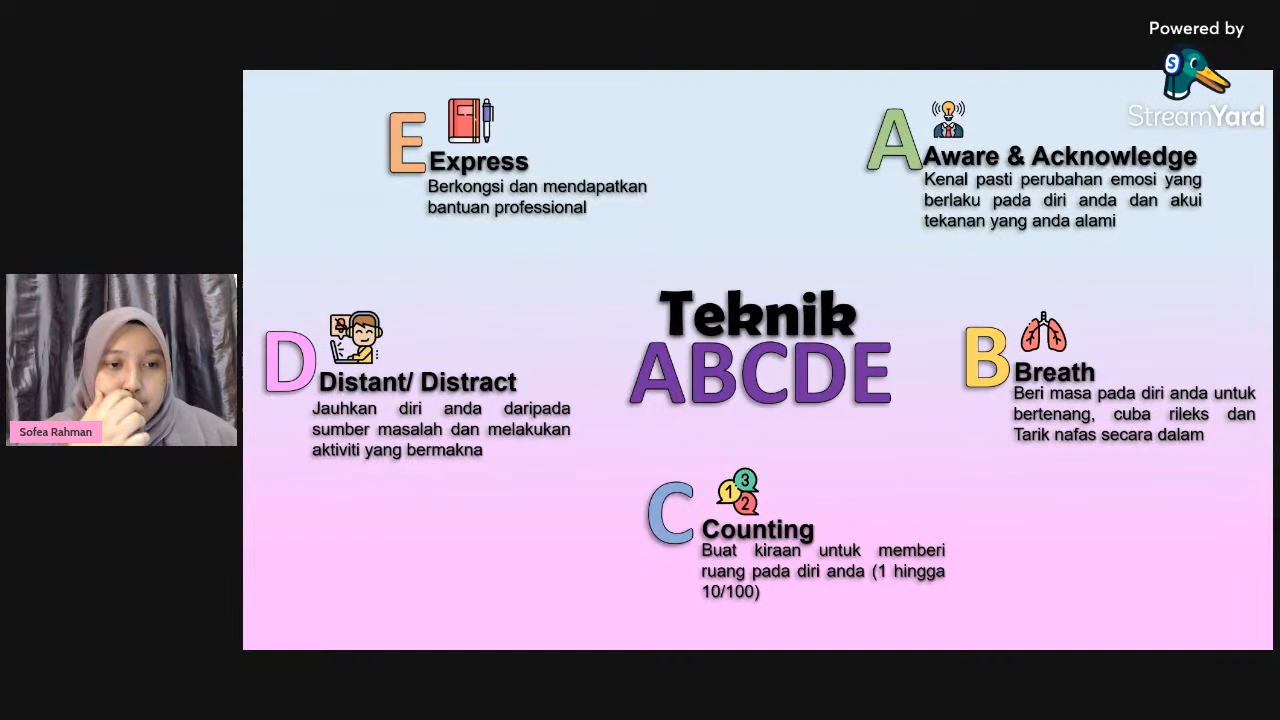 Powered by
S
StreamYard
E
Express
Berkongsi dan mendapatkan
bantuan professional
A
Aware & Acknowledge
Kenal pasti perubahan emosi yang
berlaku pada diri anda dan akui
tekanan yang anda alami
Teknik
ABCDE
D
Distant/ Distract
Jauhkan diri anda daripada
sumber masalah dan melakukan
aktiviti yang bermakna
B
Breath
Beri masa pada diri anda untuk
bertenang, cuba rileks dan
Tarik nafas secara dalam
Sofea Rahman
C
1
3
2
Counting
Buat kiraan untuk memberi
ruang pada diri anda (1 hingga
10/100)